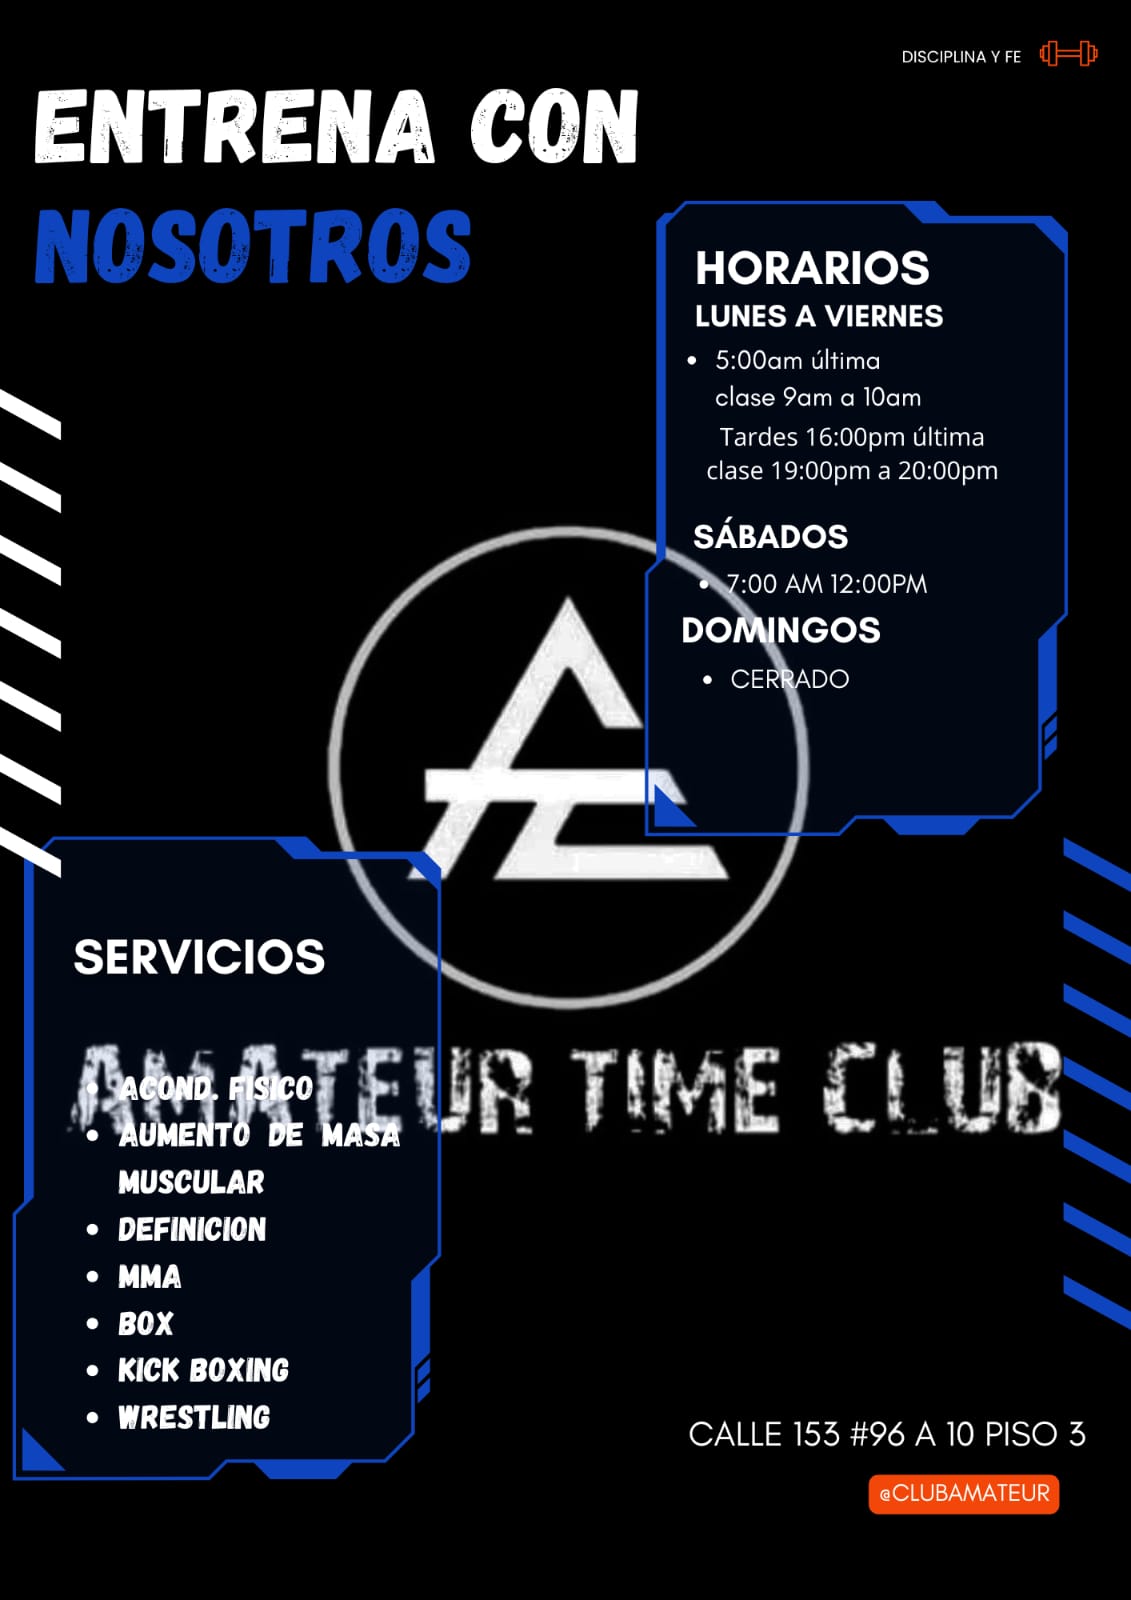 DISCIPLINA Y FE
ENTRENA CON
NOSOTROS
HORARIOS
LUNES A VIERNES
• 5:00am última
clase 9am a 10am
Tardes 16:00pm última
clase 19:00pm a 20:00pm
SÁBADOS
• 7:00 AM 12:00PM
DOMINGOS
• CERRADO
SERVICIOS
AMATEUR TIME CLUB
• ACOND. FISICO
• AUMENTO DE MASA
MUSCULAR
• DEFINICION
• MMA
• BOX
• KICK BOXING
• WRESTLING
CALLE 153 #96 A 10 PISO 3
@CLUBAMATEUR